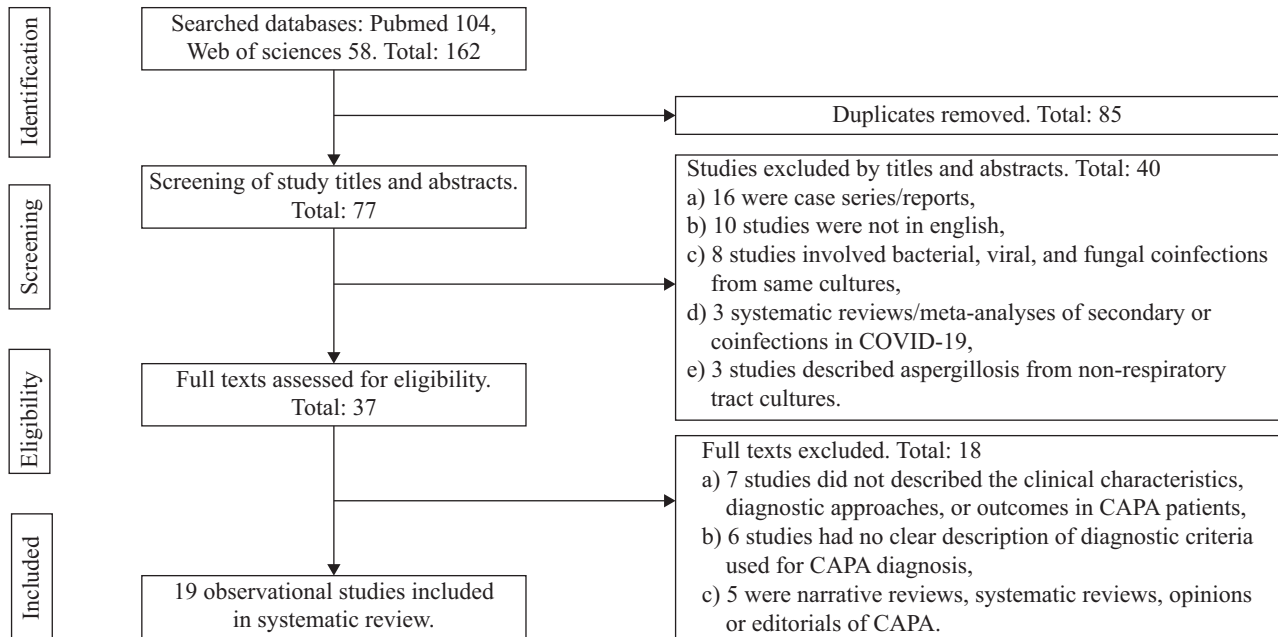 Identification
Searched databases: Pubmed 104,
Web of sciences 58. Total: 162
Duplicates removed. Total: 85
Screening
Screening of study titles and abstracts.
Total: 77
Studies excluded by titles and abstracts. Total: 40
a) 16 were case series/reports,
b) 10 studies were not in english,
c) 8 studies involved bacterial, viral, and fungal coinfections
from same cultures,
d) 3 systematic reviews/meta-analyses of secondary or
coinfections in COVID-19,
e) 3 studies described aspergillosis from non-respiratory
tract cultures.
Eligibility
Full texts assessed for eligibility.
Total: 37
Full texts excluded. Total: 18
a) 7 studies did not described the clinical characteristics,
diagnostic approaches, or outcomes in CAPA patients,
b) 6 studies had no clear description of diagnostic criteria
used for CAPA diagnosis,
c) 5 were narrative reviews, systematic reviews, opinions
or editorials of CAPA.
Included
19 observational studies included
in systematic review.